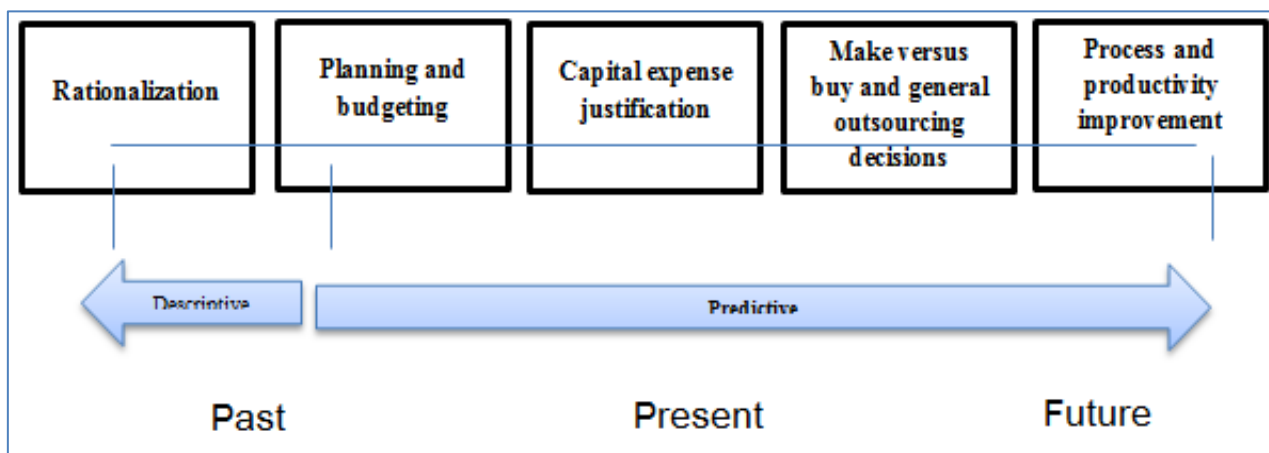 Rationalization
Planning and
budgeting
Capital expense
justification
Make versus
buy and general
outsourcing
decisions
Process and
productivity
improvement
Descriptive
Predictive
Past
Present
Future